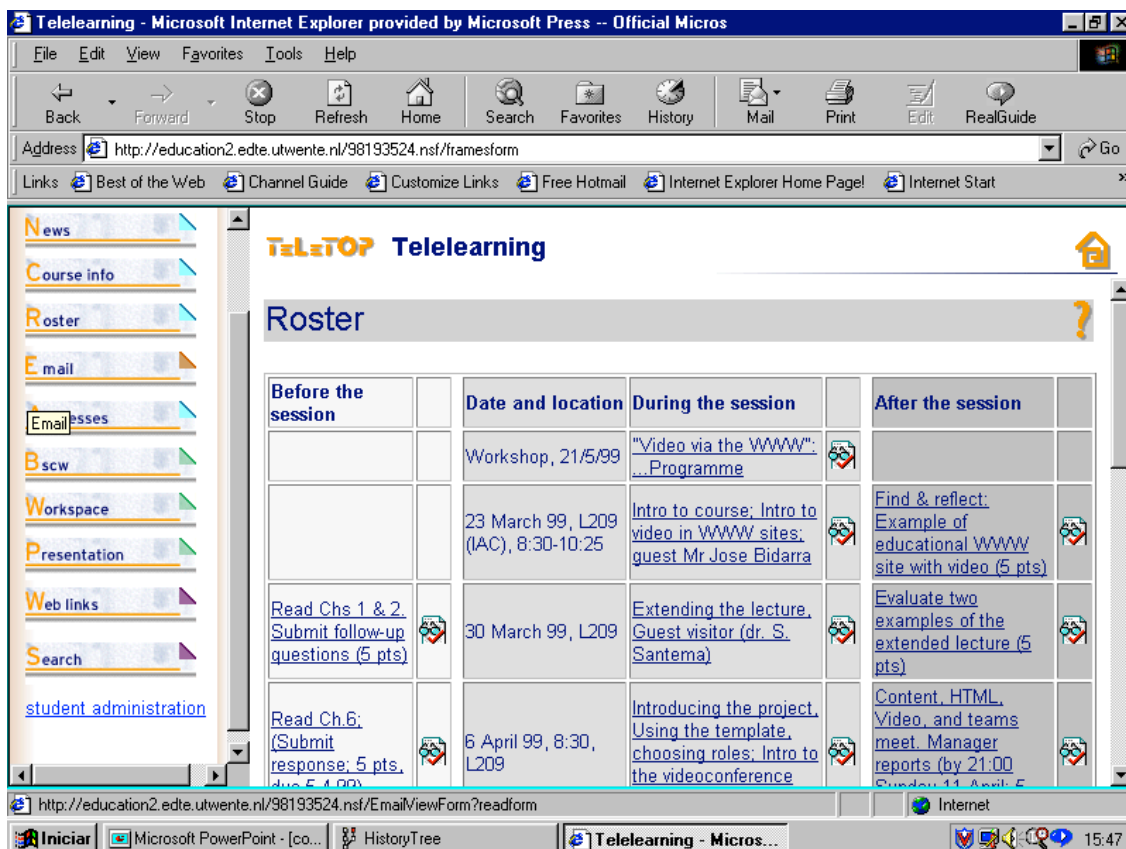 Telelearning - Microsoft Internet Explorer provided by Microsoft Press -- Official Micros
File Edit View Favorites Tools Help
Back Forward Stop Refresh Home Search Favorites History Mail Print Edit RealGuide
Address http://education2.edte.utwente.nl/98193524.nsf/framesform Go
Links Best of the Web Channel Guide Customize Links Free Hotmail Internet Explorer Home Page! Internet Start »
News
Course info
Roster
Email
esses
Email
Bscw
Workspace
Presentation
Web links
Search
student administration
TELETOP Telelearning
Roster ?
Before the
session
Date and location
During the session
After the session
Workshop, 21/5/99
"Video via the WWW":
...Programme
23 March 99, L209
(IAC), 8:30-10:25
Intro to course; Intro to
video in WWW sites;
guest Mr Jose Bidarra
Find & reflect:
Example of
educational WWW
site with video (5 pts)
Read Chs 1 & 2.
Submit follow-up
questions (5 pts)
30 March 99, L209
Extending the lecture,
Guest visitor (dr. S.
Santema)
Evaluate two
examples of the
extended lecture (5
pts)
Read Ch.6;
(Submit
response; 5 pts,
due 5-4-99)
6 April 99, 8:30,
L209
Introducing the project,
Using the template,
choosing roles; Intro to
the videoconference
Content, HTML,
Video, and teams
meet. Manager
reports (by 21:00
Sunday 11 April; 5
http://education2.edte.utwente.nl/98193524.nsf/EmailViewForm?readform Internet
Iniciar Microsoft PowerPoint - [co... HistoryTree Telelearning - Micros... 15:47